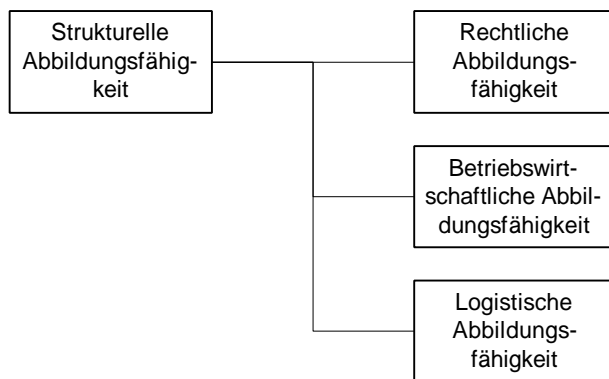 Strukturelle
Abbildungsfähig-
keit
Rechtliche
Abbildungs-
fähigkeit
Betriebswirt-
schaftliche Abbil-
dungsfähigkeit
Logistische
Abbildungs-
fähigkeit